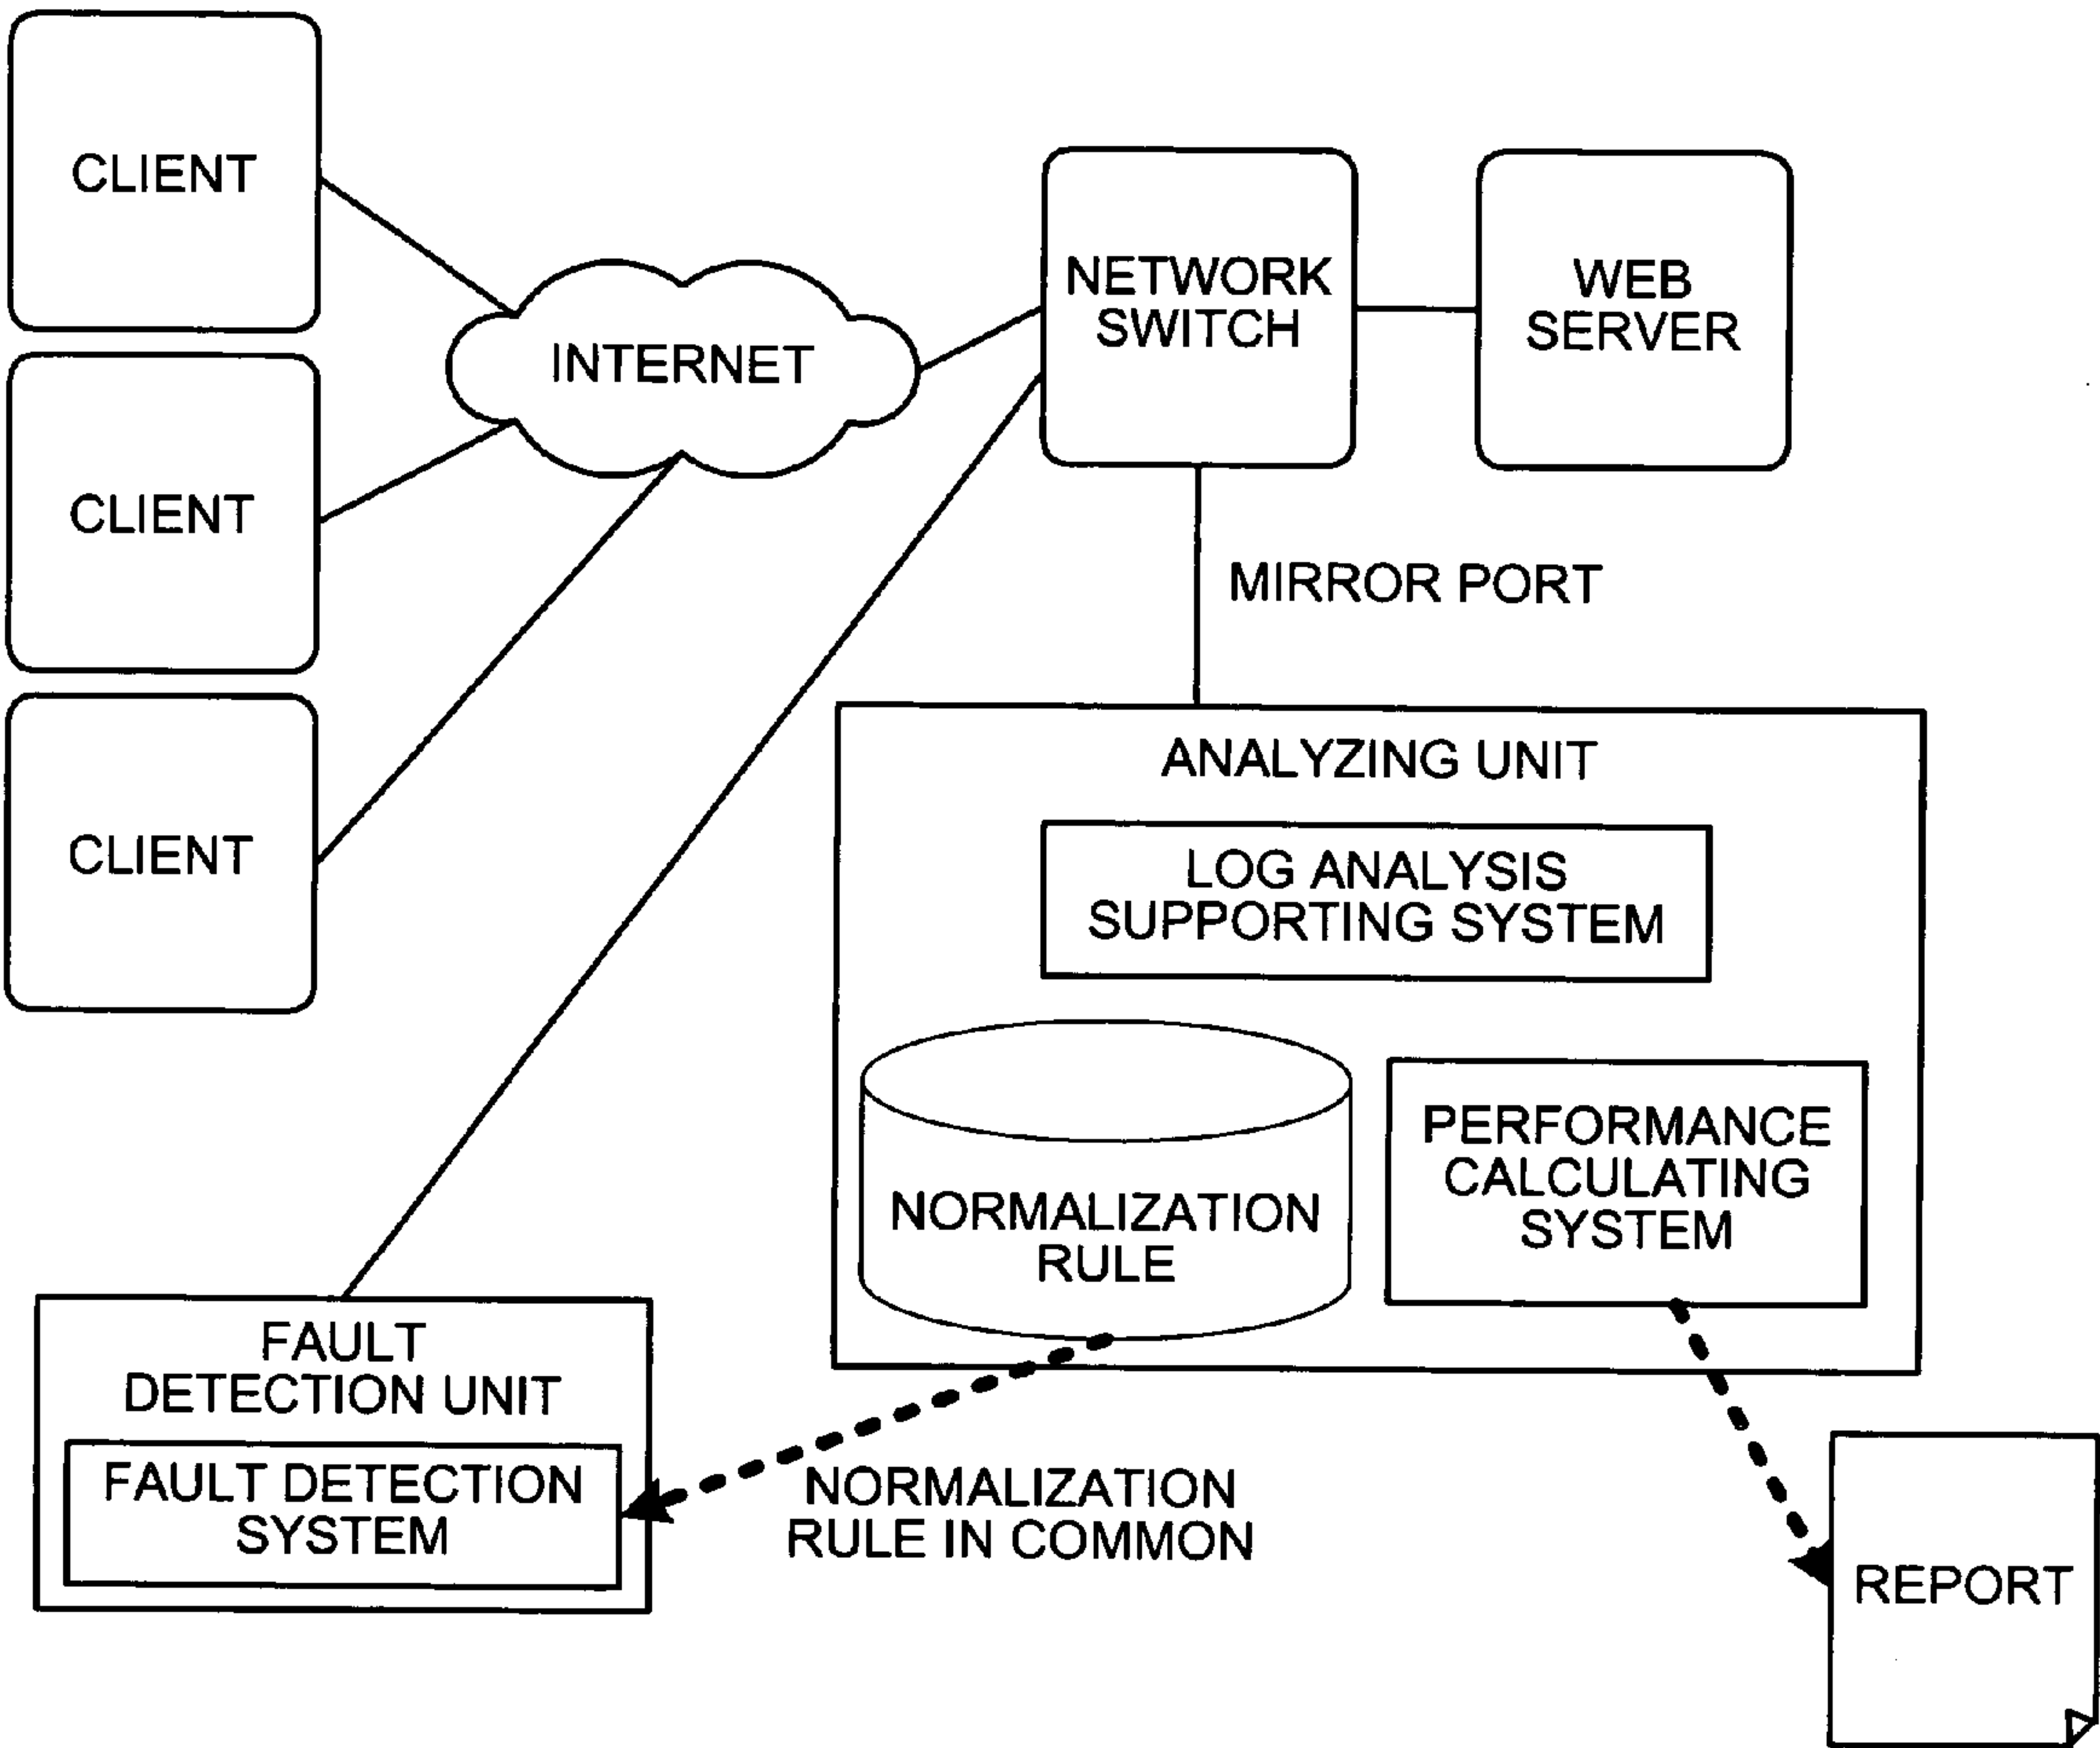 CLIENT
CLIENT
CLIENT
INTERNET
NETWORK
SWITCH
WEB
SERVER
MIRROR PORT
ANALYZING UNIT
LOG ANALYSIS
SUPPORTING SYSTEM
NORMALIZATION
RULE
PERFORMANCE
CALCULATING
SYSTEM
FAULT
DETECTION UNIT
FAULT DETECTION
SYSTEM
NORMALIZATION
RULE IN COMMON
REPORT